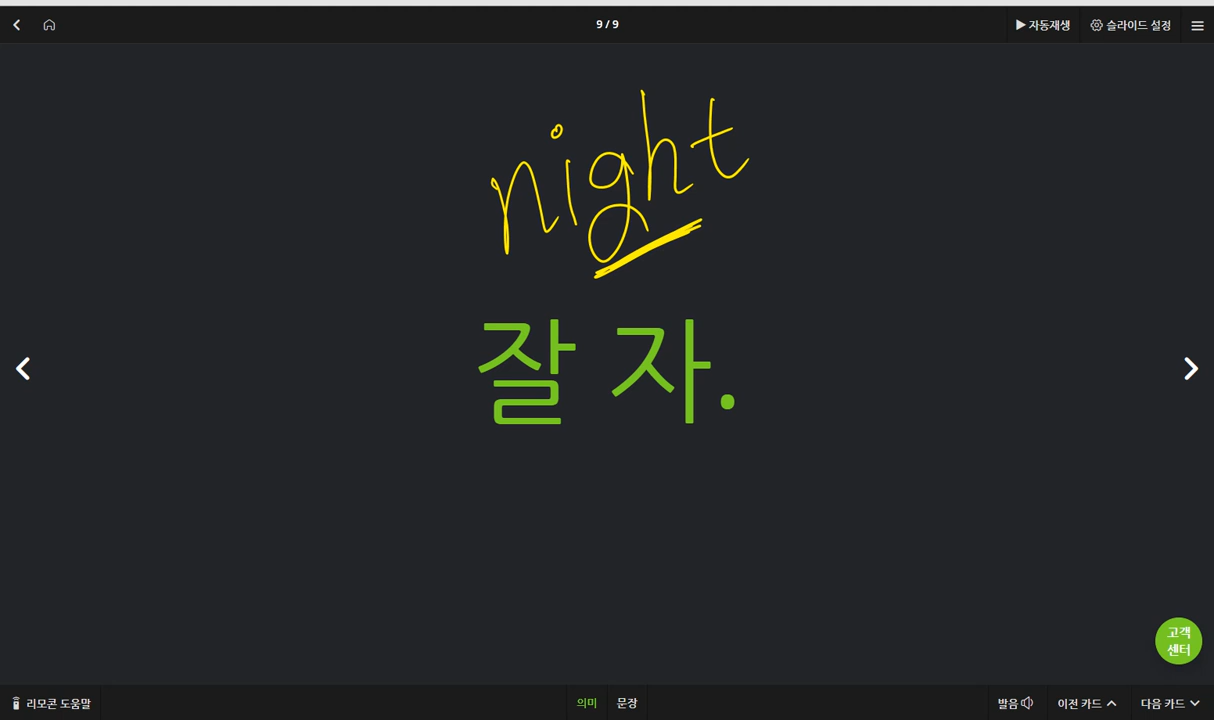 9 / 9
자동재생
슬라이드 설정
night
잘 자.
고객
센터
리모콘 도움말
의미
문장
발음
이전 카드
다음 카드